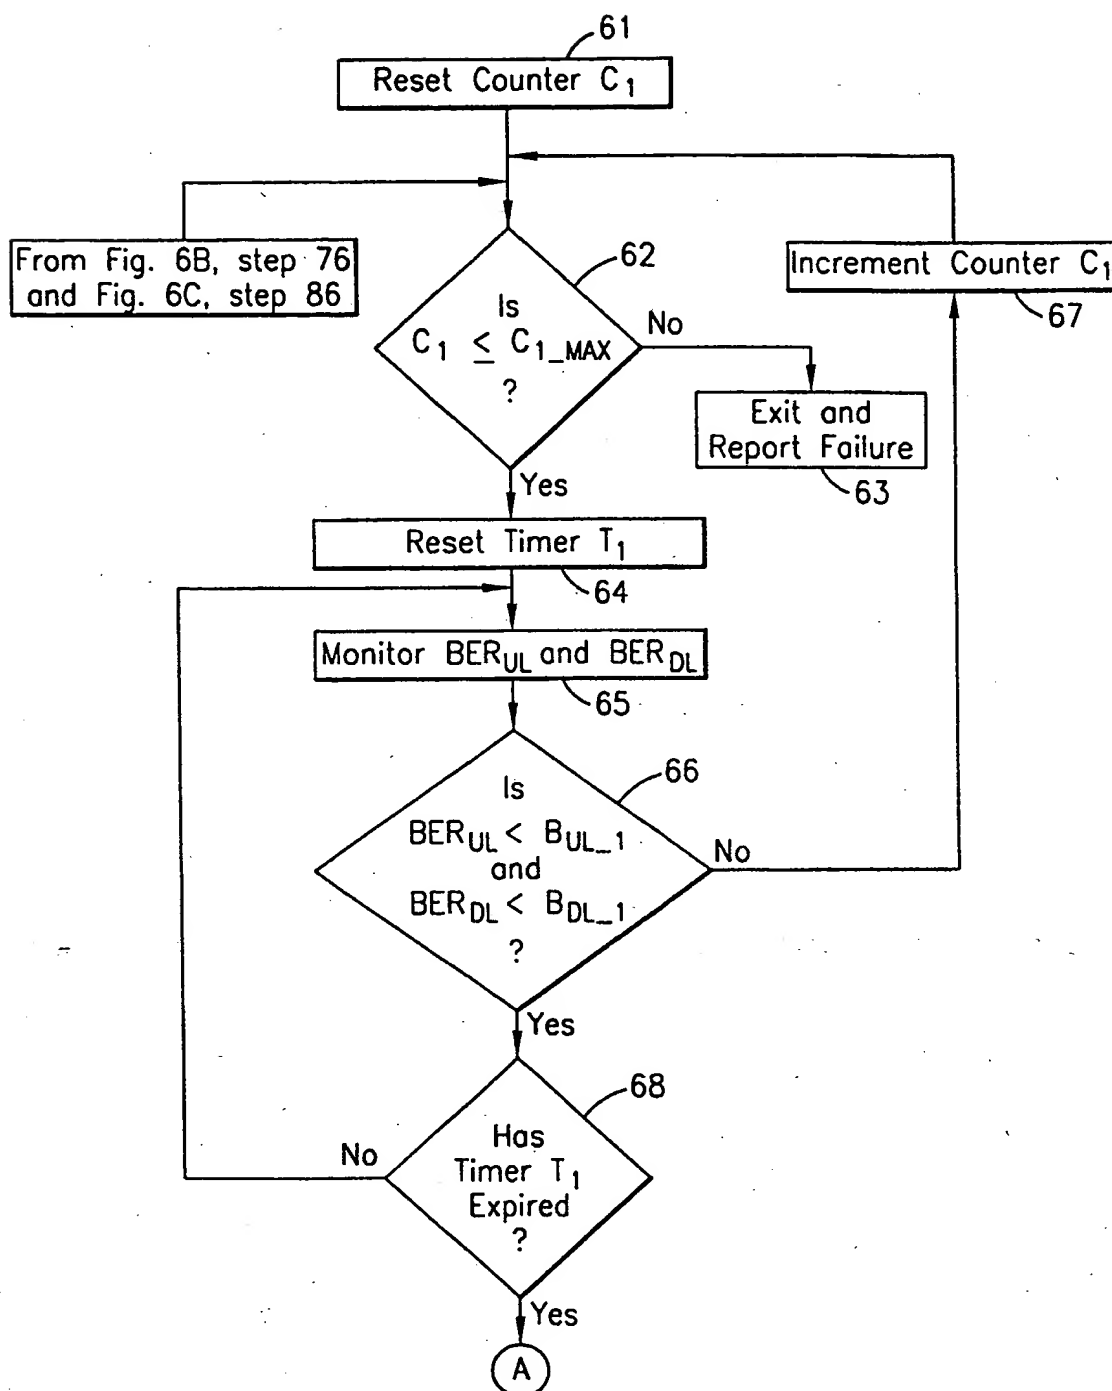 61
Reset Counter C1
From Fig. 6B, step 76
and Fig. 6C, step 86
62
Is
C1 ≤ C1_MAX
?
No
Increment Counter C1
67
Exit and
Report Failure
63
Yes
Reset Timer T1
64
Monitor BERUL and BERDL
65
66
Is
BERUL < BUL_1
and
BERDL < BDL_1
?
No
Yes
68
Has
Timer T1
Expired
?
No
Yes
A